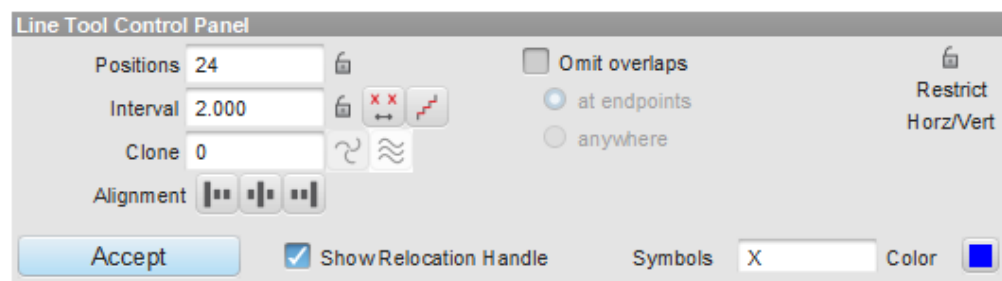 Line Tool Control Panel
Positions 24
Omit overlaps
Restrict
Horz/Vert
Interval 2.000
at endpoints
Clone 0
anywhere
Alignment
Accept
Show Relocation Handle
Symbols X
Color